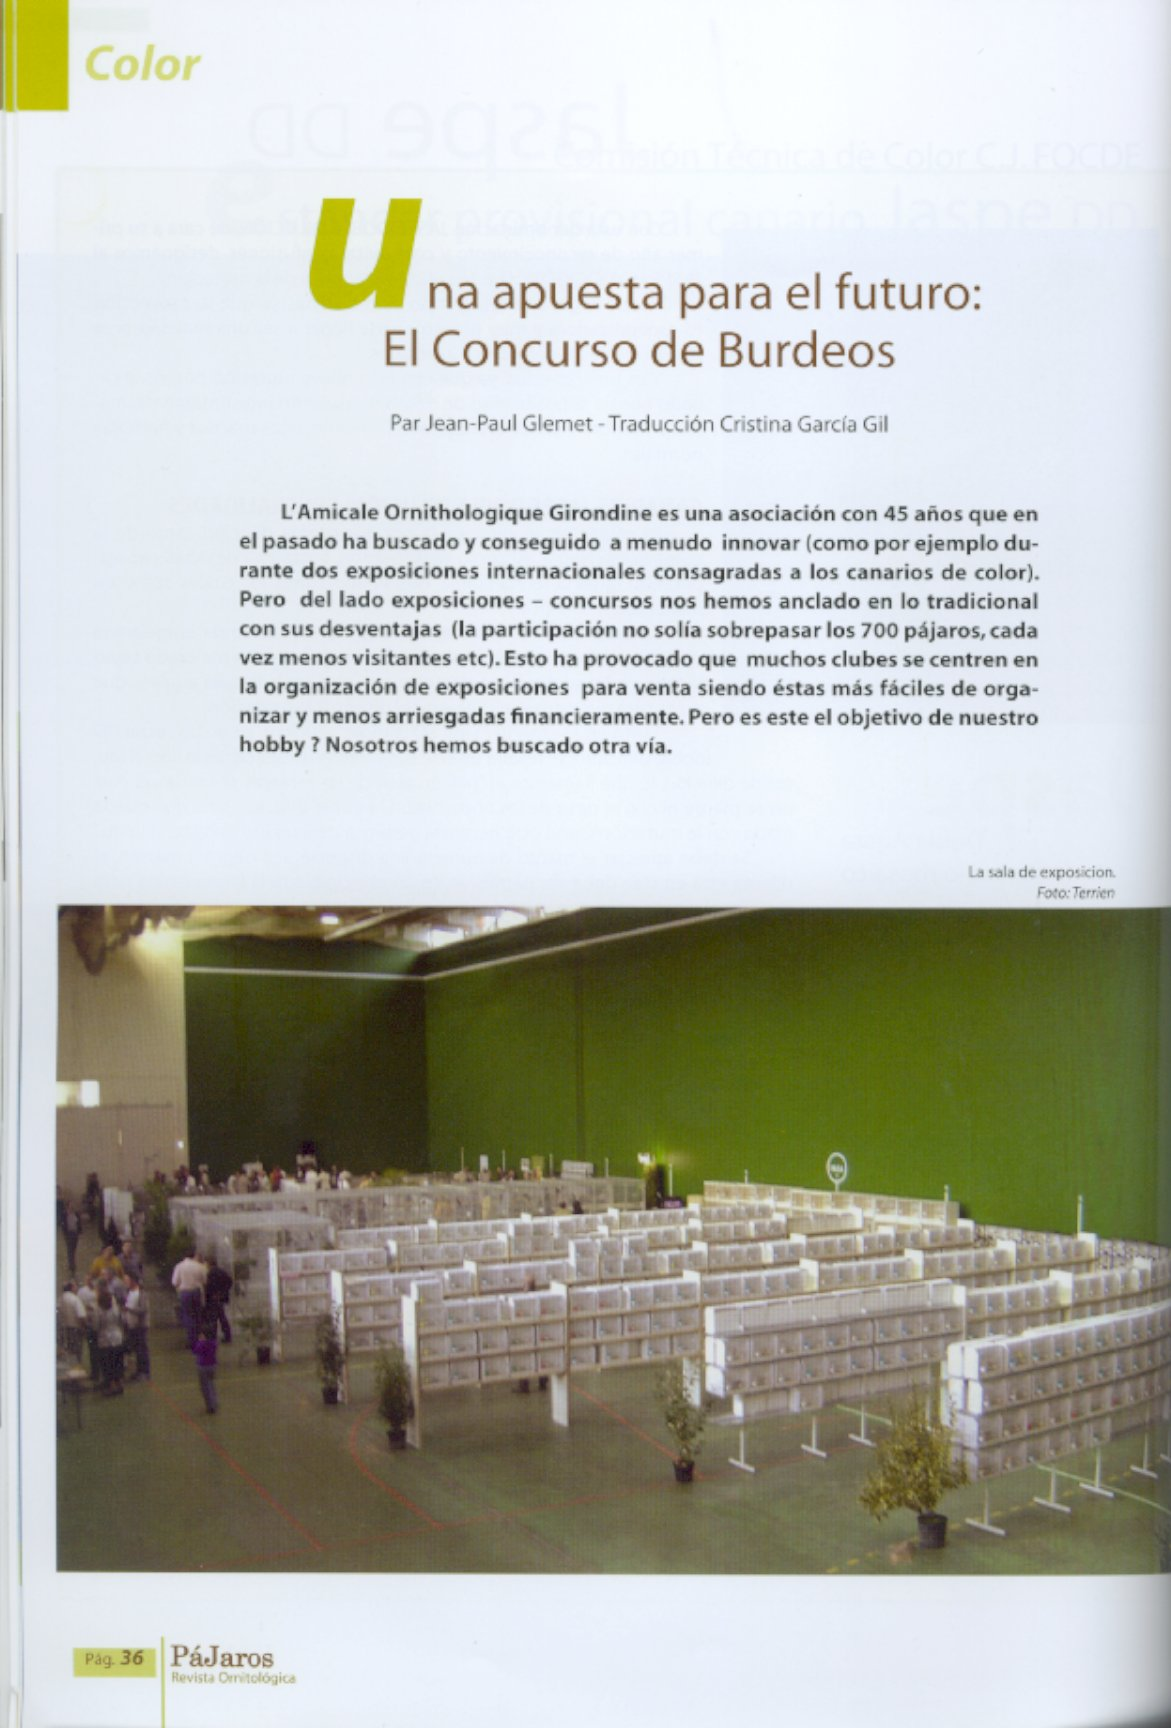 Color
Una apuesta para el futuro:
El Concurso de Burdeos
Par Jean-Paul Glemet - Traducción Cristina García Gil
L'Amicale Ornithologique Girondine es una asociación con 45 años que en
el pasado ha buscado y conseguido a menudo innovar (como por ejemplo du-
rante dos exposiciones internacionales consagradas a los canarios de color).
Pero del lado exposiciones – concursos nos hemos anclado en lo tradicional
con sus desventajas (la participación no solía sobrepasar los 700 pájaros, cada
vez menos visitantes etc). Esto ha provocado que muchos clubes se centren en
la organización de exposiciones para venta siendo éstas más fáciles de orga-
nizar y menos arriesgadas financieramente. Pero es este el objetivo de nuestro
hobby ? Nosotros hemos buscado otra vía.
La sala de exposicion.
Foto: Terrien
Pág. 36
PáJaros
Revista Ornitológica